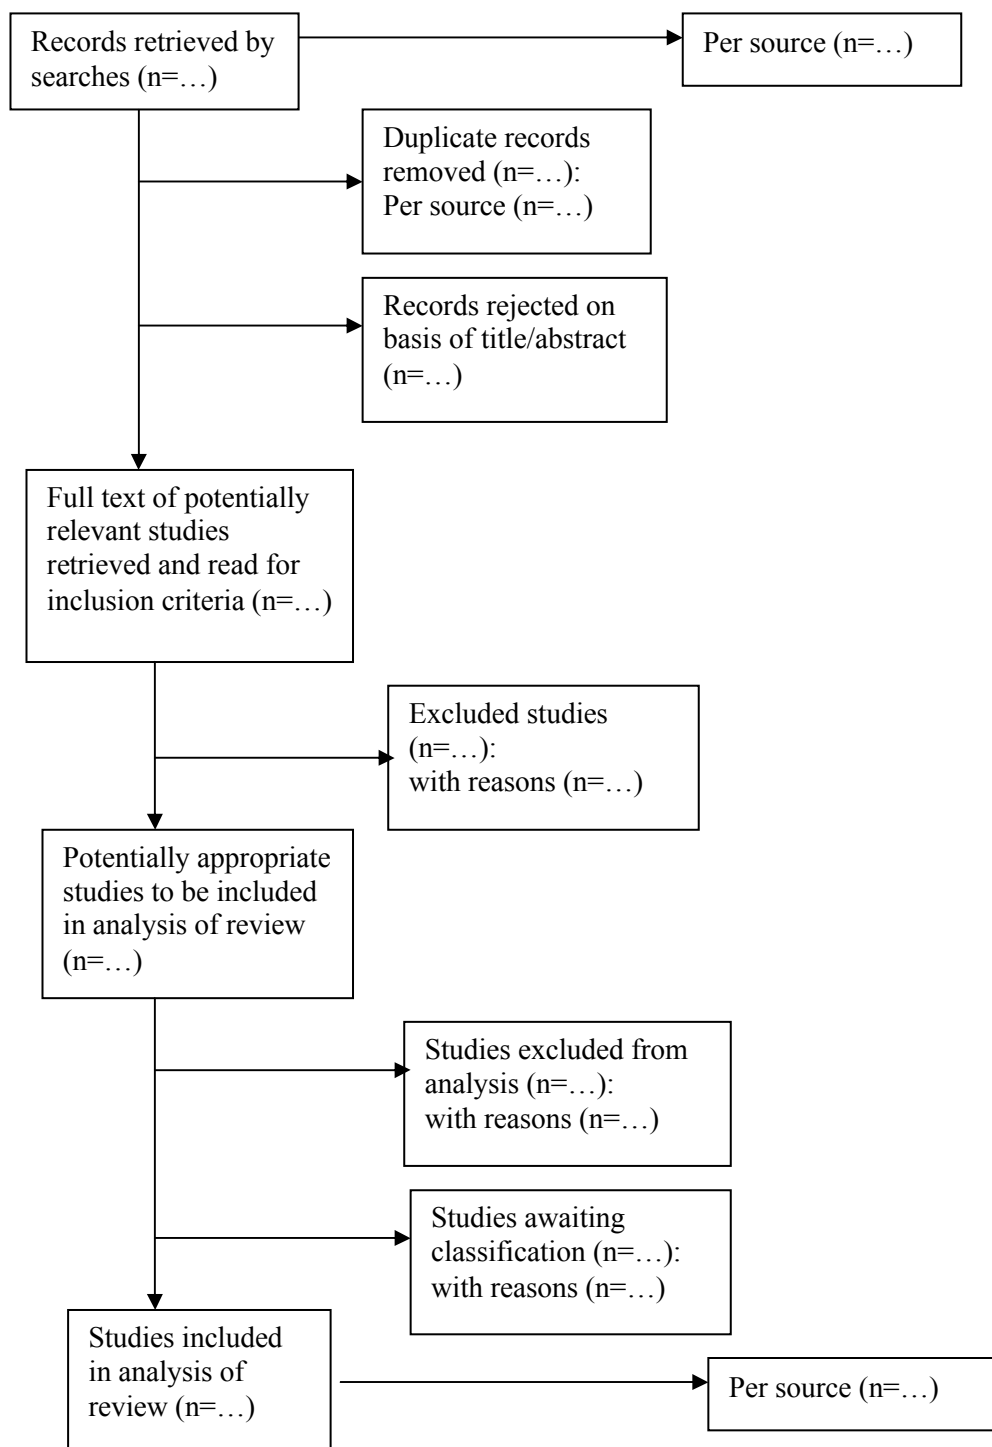 Records retrieved by
searches (n=…)
Per source (n=…)
Duplicate records
removed (n=…):
Per source (n=…)
Records rejected on
basis of title/abstract
(n=…)
Full text of potentially
relevant studies
retrieved and read for
inclusion criteria (n=…)
Excluded studies
(n=…):
with reasons (n=…)
Potentially appropriate
studies to be included
in analysis of review
(n=…)
Studies excluded from
analysis (n=…):
with reasons (n=…)
Studies awaiting
classification (n=…):
with reasons (n=…)
Studies included
in analysis of
review (n=…)
Per source (n=…)